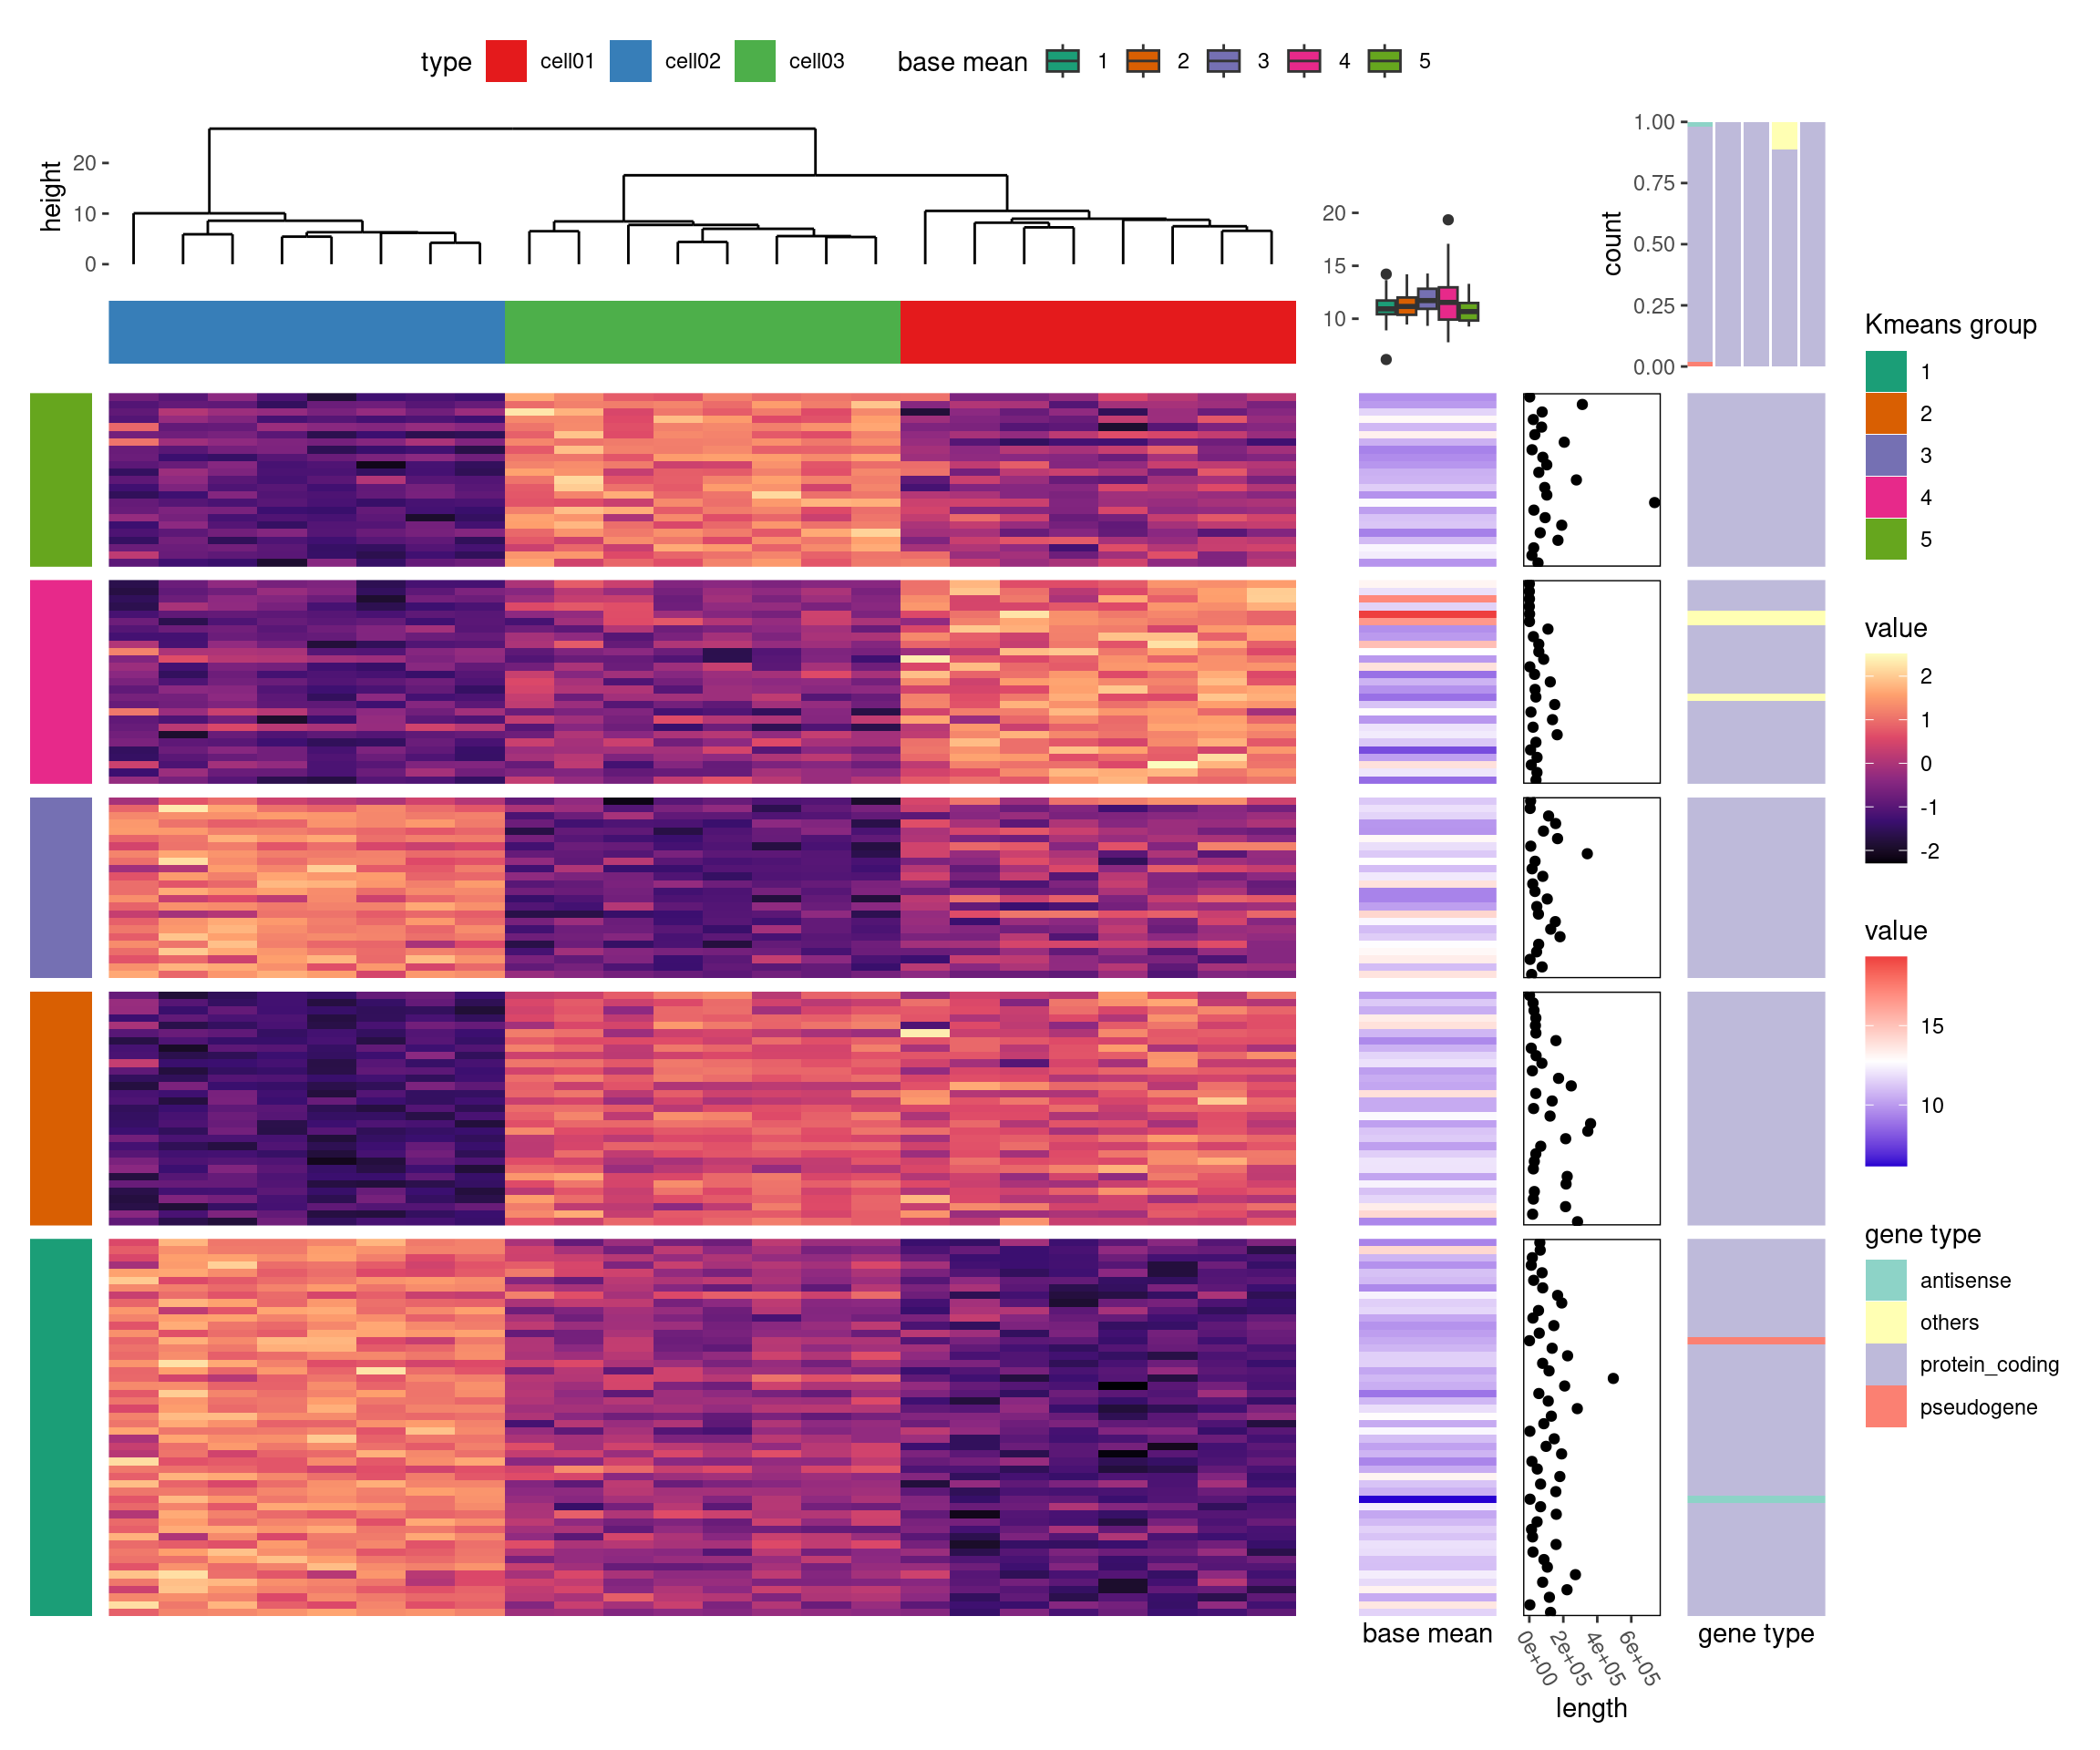 type cell01 cell02 cell03 base mean 1 2 3 4 5
height
20
10
0
20
15
10
count
1.00
0.75
0.50
0.25
0.00
Kmeans group
1
2
3
4
5
value
2
1
0
-1
-2
value
15
10
gene type
antisense
others
protein_coding
pseudogene
base mean
0e+00 2e+05 4e+05 6e+05
length
gene type